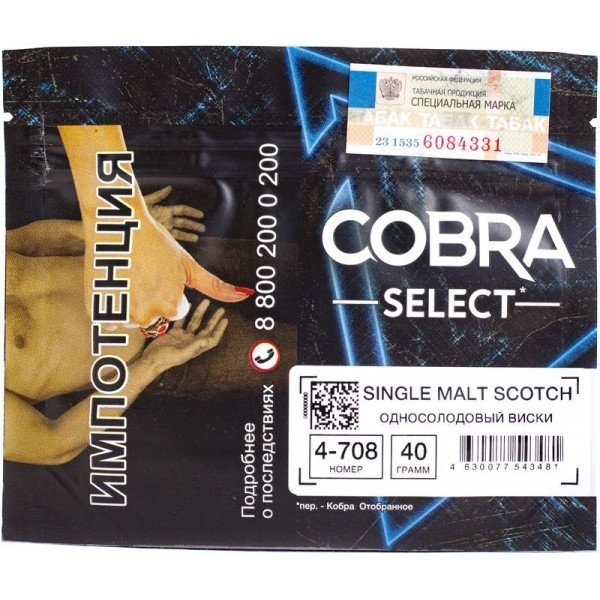 РОССИЙСКАЯ ФЕДЕРАЦИЯ
ТАБАЧНАЯ ПРОДУКЦИЯ
СПЕЦИАЛЬНАЯ МАРКА
ТАБАК ТАБАК ТАБАК
23 1535 6084331
COBRA
SELECT*
SINGLE MALT SCOTCH
ОДНОСОЛОДОВЫЙ ВИСКИ
4-708
НОМЕР
40
ГРАММ
4 630077 543481
*пер. - Кобра Отобранное
ИМПОТЕНЦИЯ
Подробнее
о последствиях
8 800 200 0 200